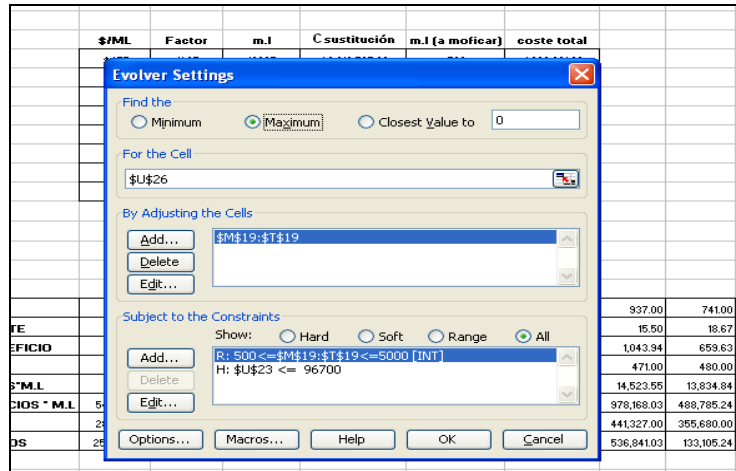 $/ML Factor m.l C sustitución m.l (a moficar) coste total
Evolver Settings
Find the
Minimum Maximum Closest Value to 0
For the Cell
$U$26
By Adjusting the Cells
Add...
Delete
Edit...
$M$19:$T$19
Subject to the Constraints
Show: Hard Soft Range All
Add...
Delete
Edit...
R: 500<=$M$19:$T$19<=5000 [INT]
H: $U$23 <= 96700
Options... Macros... Help OK Cancel
937.00 741.00
TE 15.50 18.67
EFICIO 1,043.94 659.63
471.00 480.00
S*M.L 14,523.55 13,834.84
CIOS * M.L 54 978,168.03 488,785.24
28 441,327.00 355,680.00
OS 25 536,841.03 133,105.24